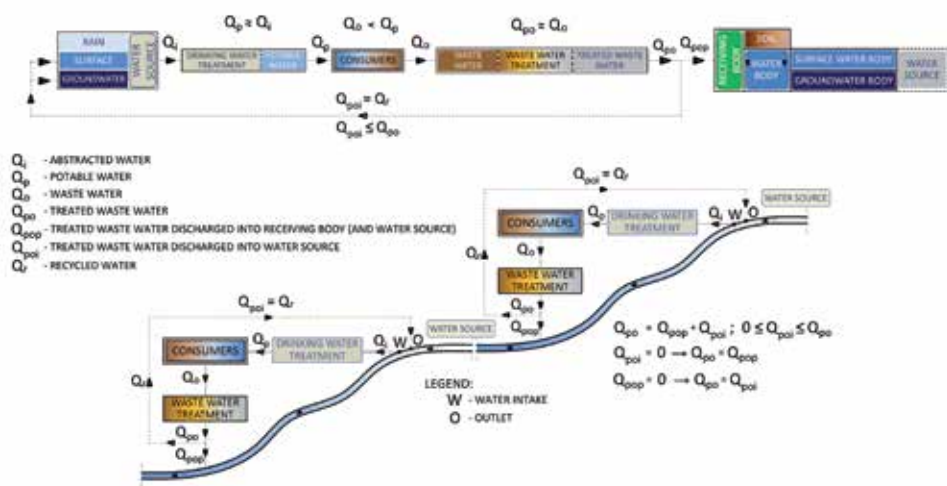 Qp = Qi
Qo < Qp
Qpo = Qo
RAIN
SURFACE
GROUNDWATER
WATER SOURCE
Qi
DRINKING WATER TREATMENT
WATER
Qp
CONSUMERS
Qo
WASTE WATER
WASTE WATER TREATMENT
TREATED WASTE WATER
Qpo
Qpop
RECEIVING BODY
SOIL
WATER BODY
SURFACE WATER BODY
GROUNDWATER BODY
WATER SOURCE
Qpoi = Qr
Qpoi ≤ Qpo
Qi - ABSTRACTED WATER
Qp - POTABLE WATER
Qo - WASTE WATER
Qpo - TREATED WASTE WATER
Qpop - TREATED WASTE WATER DISCHARGED INTO RECEIVING BODY (AND WATER SOURCE)
Qpoi - TREATED WASTE WATER DISCHARGED INTO WATER SOURCE
Qr - RECYCLED WATER
Qpoi = Qr
WATER SOURCE
CONSUMERS
Qp
DRINKING WATER TREATMENT
Qi
W O
Qo
WASTE WATER TREATMENT
Qpo
Qpop
Qpoi = Qr
WATER SOURCE
CONSUMERS
Qp
DRINKING WATER TREATMENT
Qi
W O
Qo
WASTE WATER TREATMENT
Qpo
Qpop
LEGEND:
W - WATER INTAKE
O - OUTLET
Qpo = Qpop + Qpoi ; 0 ≤ Qpoi ≤ Qpo
Qpoi = 0 → Qpo = Qpop
Qpop = 0 → Qpo = Qpoi